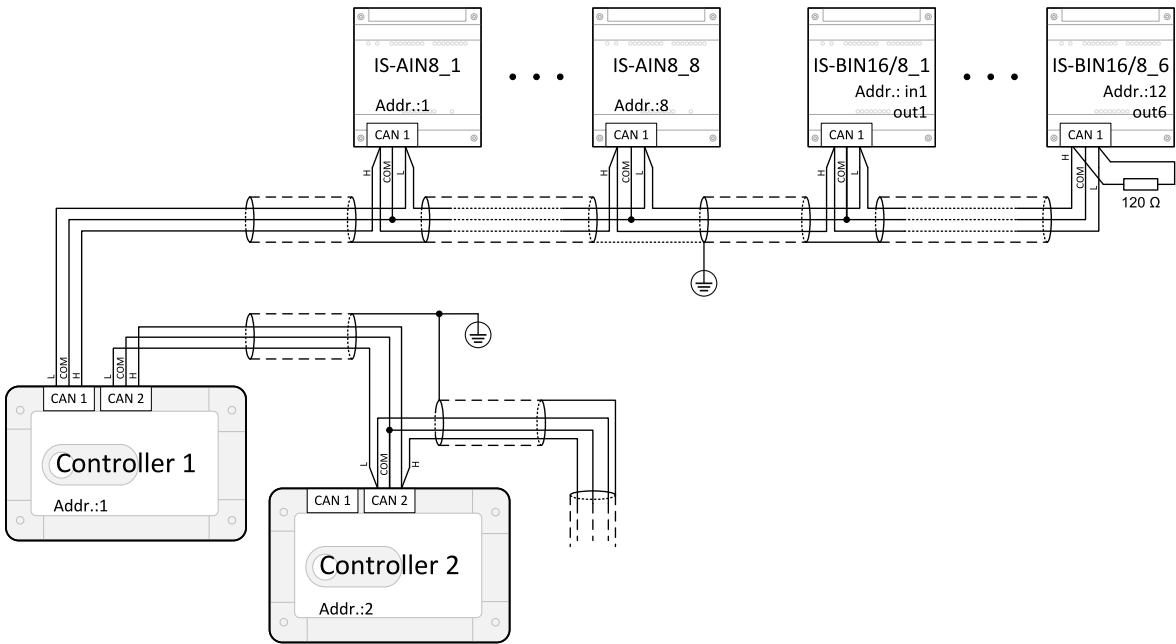 IS-AIN8_1
Addr.:1
CAN 1
H
COM
L
IS-AIN8_8
Addr.:8
CAN 1
H
COM
L
IS-BIN16/8_1
Addr.: in1
out1
CAN 1
H
COM
L
IS-BIN16/8_6
Addr.:12
out6
CAN 1
H
COM
L
120 Ω
L
COM
H
L
COM
H
CAN 1
CAN 2
Controller 1
Addr.:1
L
COM
H
CAN 1
CAN 2
Controller 2
Addr.:2